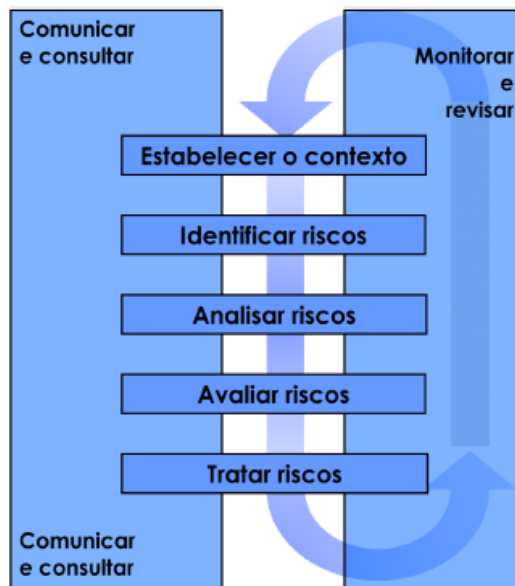 Comunicar
e consultar
Monitorar
e
revisar
Estabelecer o contexto
Identificar riscos
Analisar riscos
Avaliar riscos
Tratar riscos
Comunicar
e consultar